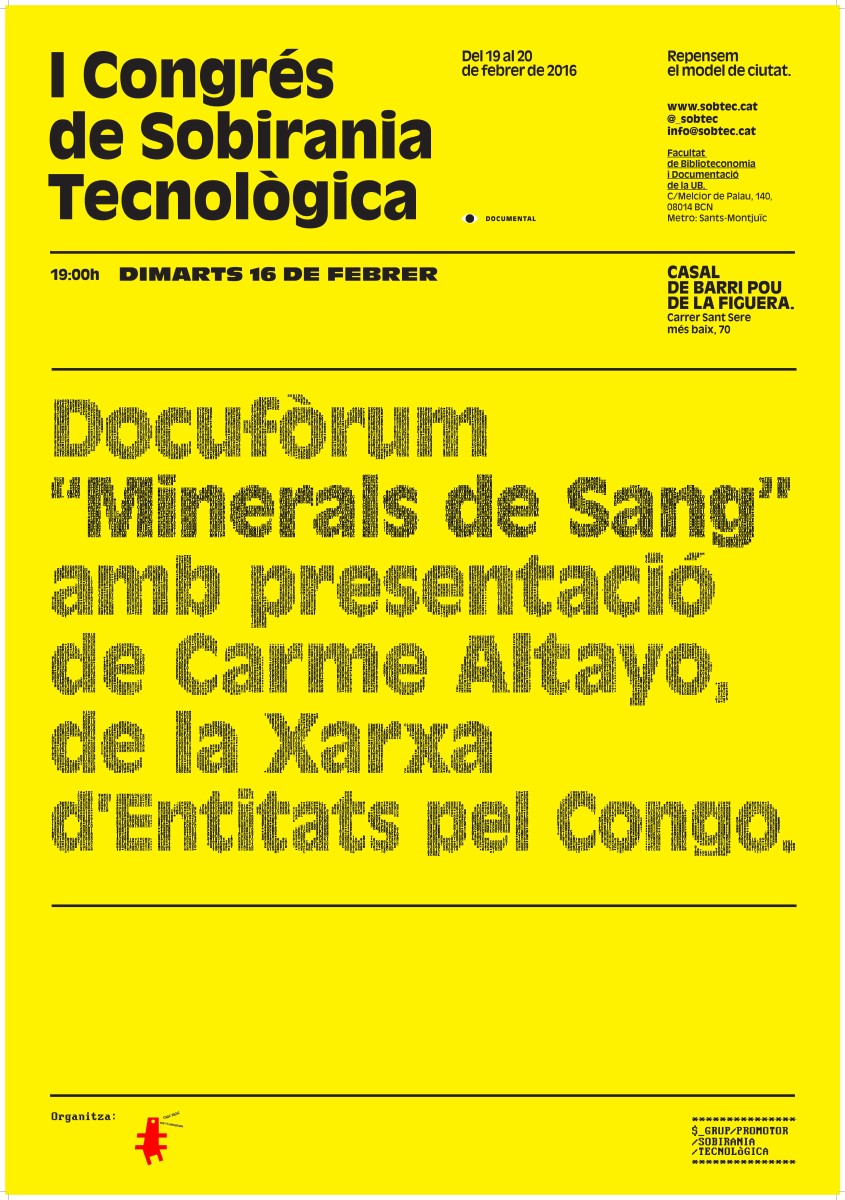 I Congrés
de Sobirania
Tecnològica
Del 19 al 20
de febrer de 2016
Repensem
el model de ciutat.
www.sobtec.cat
@_sobtec
info@sobtec.cat
Facultat
de Biblioteconomia
i Documentació
de la UB.
C/Melcior de Palau, 140,
08014 BCN
Metro: Sants-Montjuïc
DOCUMENTAL
19:00h DIMARTS 16 DE FEBRER
CASAL
DE BARRI POU
DE LA FIGUERA.
Carrer Sant Sere
més baix, 70
Docufòrum
“Minerals de Sang”
amb presentació
de Carme Altayo,
de la Xarxa
d'Entitats pel Congo.
Organitza:
$_GRUP/PROMOTOR
/SOBIRANIA
/TECNOLÒGICA